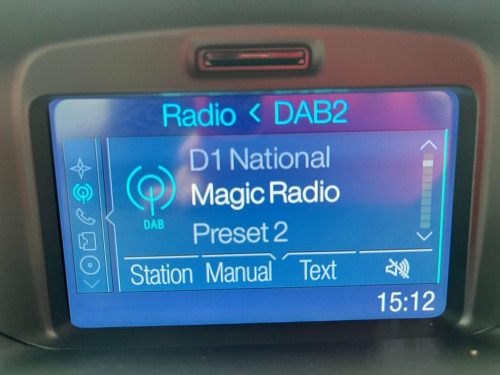 Radio < DAB2
D1 National
Magic Radio
DAB
Preset 2
Station Manual Text
15:12